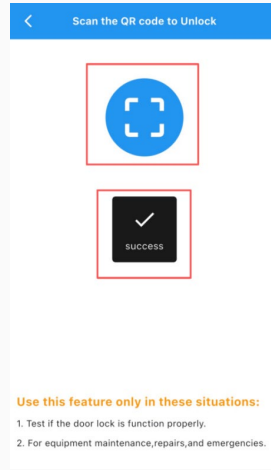 Scan the QR code to Unlock
success
Use this feature only in these situations:
1. Test if the door lock is function properly.
2. For equipment maintenance,repairs,and emergencies.